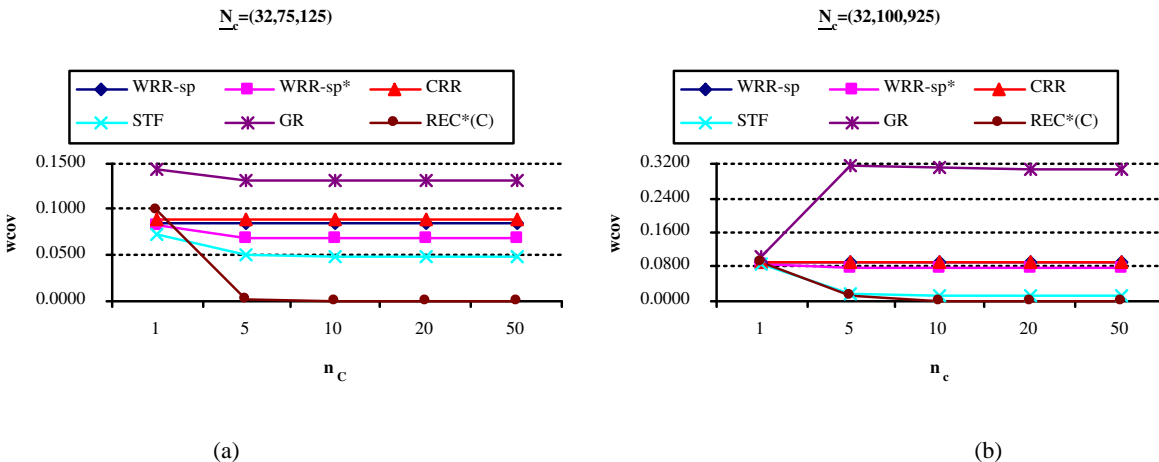 N_c=(32,75,125)
WRR-sp WRR-sp* CRR
STF GR REC*(C)
0.1500
0.1000
0.0500
0.0000
wcov
1 5 10 20 50
n_C
(a)
N_c=(32,100,925)
WRR-sp WRR-sp* CRR
STF GR REC*(C)
0.3200
0.2400
0.1600
0.0800
0.0000
wcov
1 5 10 20 50
n_c
(b)